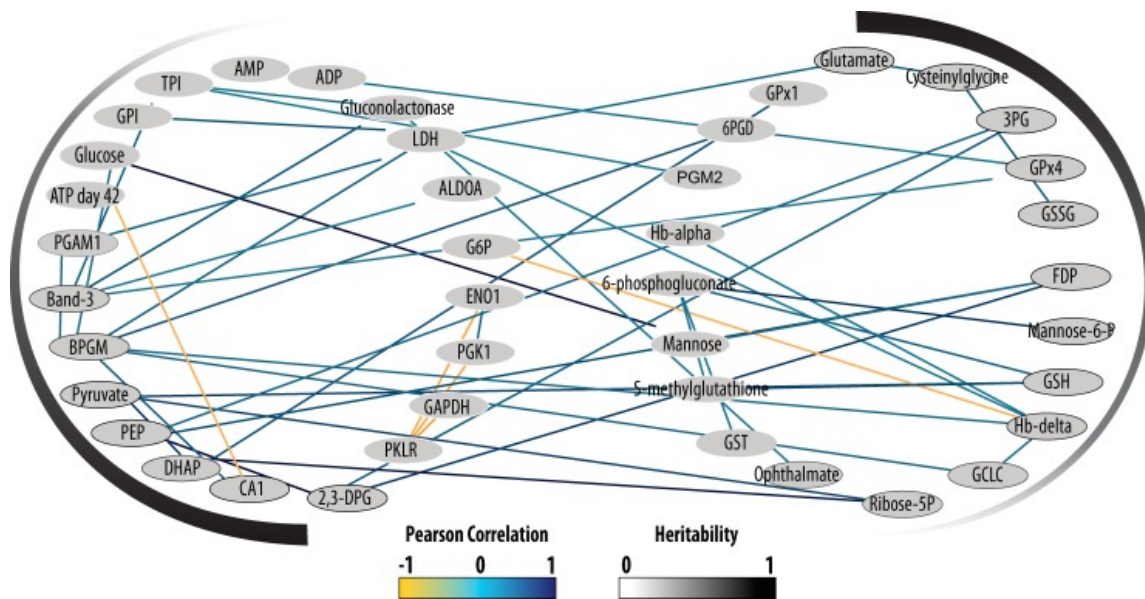 Glutamate
Cysteinylglycine
AMP
ADP
TPI
GPx1
Gluconolactonase
GPI
3PG
6PGD
LDH
Glucose
GPx4
PGM2
ATP day 42
ALDOA
GSSG
PGAM1
G6P
Hb-alpha
FDP
6-phosphogluconate
Band-3
ENO1
Mannose-6-P
BPGM
PGK1
Mannose
GSH
Pyruvate
5-methylglutathione
GAPDH
Hb-delta
PEP
PKLR
GST
DHAP
Ophthalmate
GCLC
CA1
2,3-DPG
Ribose-5P
Pearson Correlation
-1 0 1
Heritability
0 1